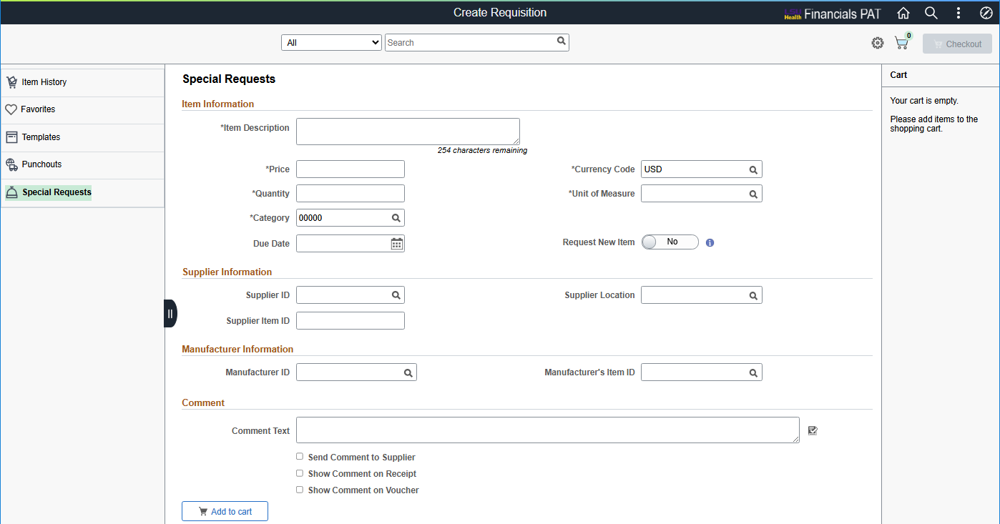 Create Requisition
LSU Health Financials PAT
All
Search
0
Checkout
Item History
Favorites
Templates
Punchouts
Special Requests
Special Requests
Item Information
*Item Description
254 characters remaining
*Price
*Currency Code USD
*Quantity
*Unit of Measure
*Category 00000
Due Date
Request New Item No
Supplier Information
Supplier ID
Supplier Location
Supplier Item ID
Manufacturer Information
Manufacturer ID
Manufacturer's Item ID
Comment
Comment Text
Send Comment to Supplier
Show Comment on Receipt
Show Comment on Voucher
Add to cart
Cart
Your cart is empty.
Please add items to the
shopping cart.